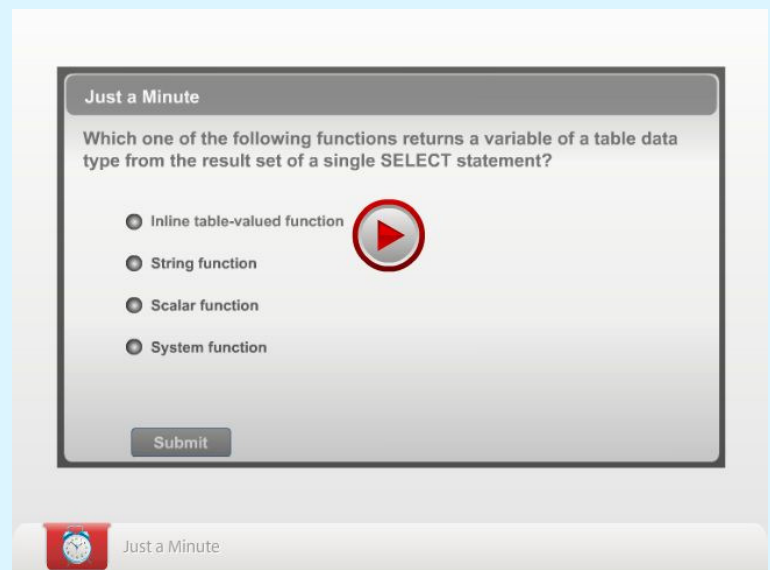 Just a Minute
Which one of the following functions returns a variable of a table data
type from the result set of a single SELECT statement?
Inline table-valued function
String function
Scalar function
System function
Submit
Just a Minute